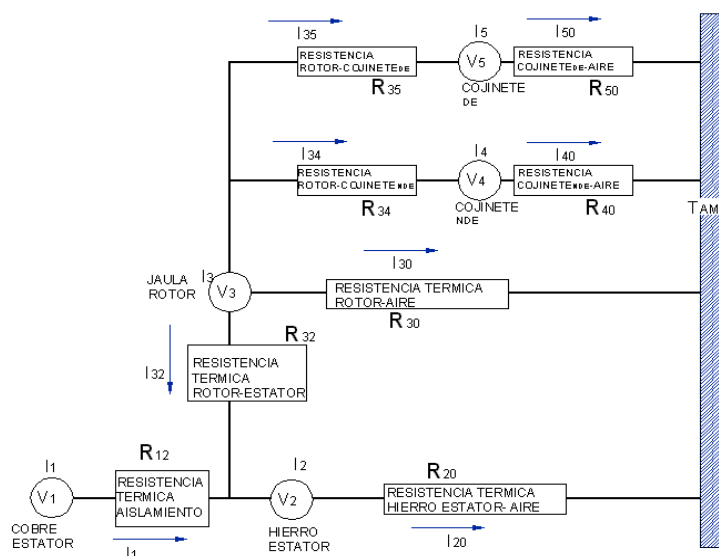 I35
I5
I50
RESISTENCIA
ROTOR-COJINETEDE
V5
RESISTENCIA
COJINETEDE-AIRE
R35
COJINETE
DE
R50
I34
I4
I40
RESISTENCIA
ROTOR-COJINETENDE
V4
RESISTENCIA
COJINETENDE-AIRE
R34
COJINETE
NDE
R40
TAM
I30
JAULA
ROTOR
I3
V3
RESISTENCIA TERMICA
ROTOR-AIRE
R30
R32
I32
RESISTENCIA
TERMICA
ROTOR-ESTATOR
R12
I1
V1
RESISTENCIA
TERMICA
AISLAMIENTO
I2
V2
R20
RESISTENCIA TERMICA
HIERRO ESTATOR- AIRE
COBRE
ESTATOR
I1
HIERRO
ESTATOR
I20